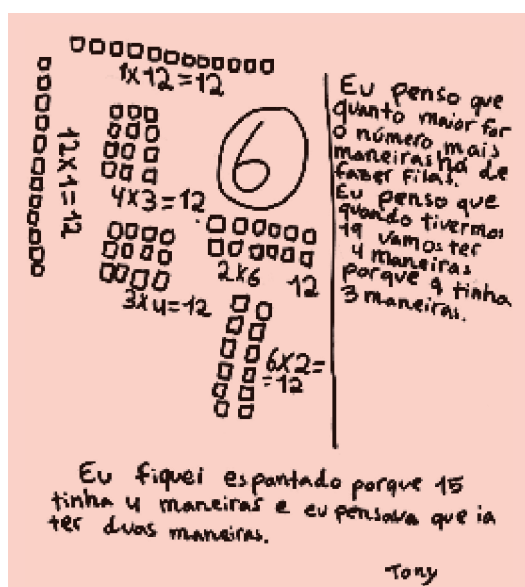 1x12=12
12x1=12
6
4x3=12
3x4=12
2x6 12
6x2=
=12
Eu penso que
quanto maior for
o número mais
maneiras há de
fazer filas.
Eu penso que
quando tivermos
19 vamos ter
4 maneiras
porque 9 tinha
3 maneiras.
Eu fiquei espantado porque 15
tinha 4 maneiras e eu pensava que ia
ter duas maneiras.
Tony